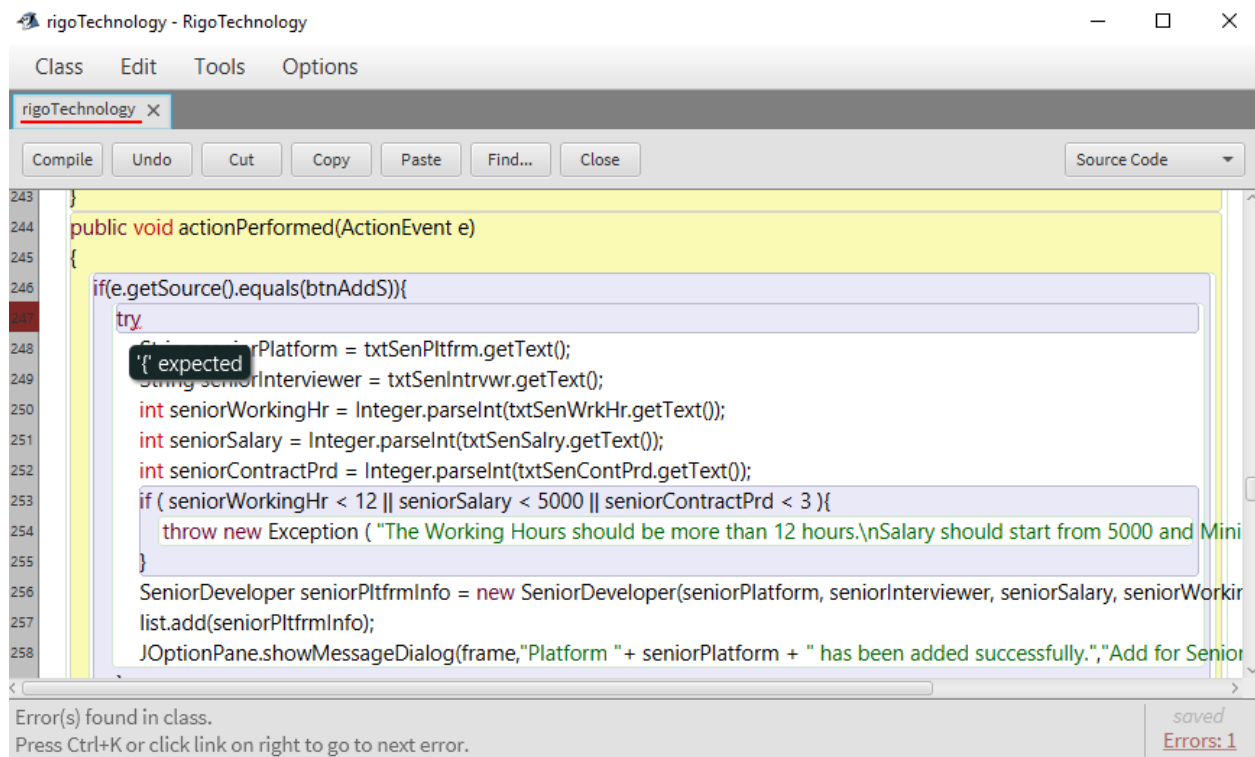 rigoTechnology - RigoTechnology
Class Edit Tools Options
rigoTechnology
Compile Undo Cut Copy Paste Find... Close Source Code
243 }
244 public void actionPerformed(ActionEvent e)
245 {
246 if(e.getSource().equals(btnAddS)){
247 try
248 seniorPlatform = txtSenPltfrm.getText();
'{' expected
249 String seniorInterviewer = txtSenIntrvwr.getText();
250 int seniorWorkingHr = Integer.parseInt(txtSenWrkHr.getText());
251 int seniorSalary = Integer.parseInt(txtSenSalry.getText());
252 int seniorContractPrd = Integer.parseInt(txtSenContPrd.getText());
253 if ( seniorWorkingHr < 12 || seniorSalary < 5000 || seniorContractPrd < 3 ){
254 throw new Exception ( "The Working Hours should be more than 12 hours.\nSalary should start from 5000 and Mini
255 }
256 SeniorDeveloper seniorPltfrmInfo = new SeniorDeveloper(seniorPlatform, seniorInterviewer, seniorSalary, seniorWorkin
257 list.add(seniorPltfrmInfo);
258 JOptionPane.showMessageDialog(frame,"Platform "+ seniorPlatform + " has been added successfully.","Add for Senior
Error(s) found in class. saved
Press Ctrl+K or click link on right to go to next error. Errors: 1